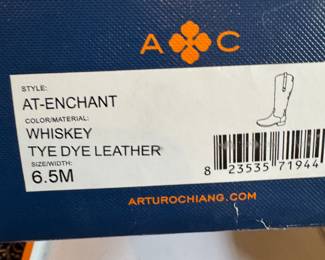 A C
STYLE:
AT-ENCHANT
COLOR/MATERIAL:
WHISKEY
TYE DYE LEATHER
SIZE/WIDTH:
6.5M
8 23535 71944
ARTUROCHIANG.COM